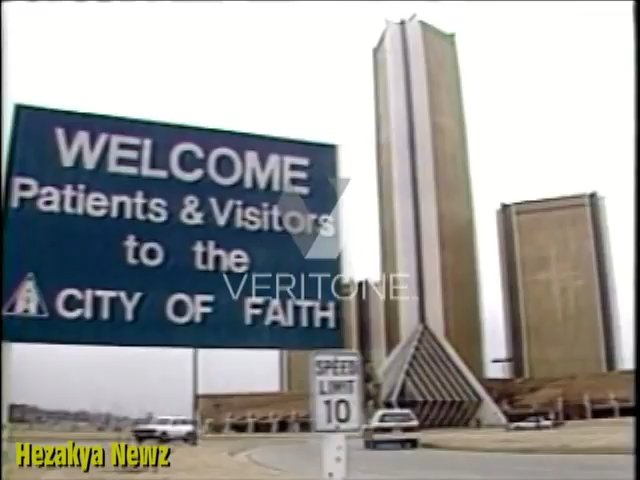 WELCOME
Patients & Visitors
to the
CITY OF FAITH
VERITONE
SPEED
LIMIT
10
Hezakya Newz